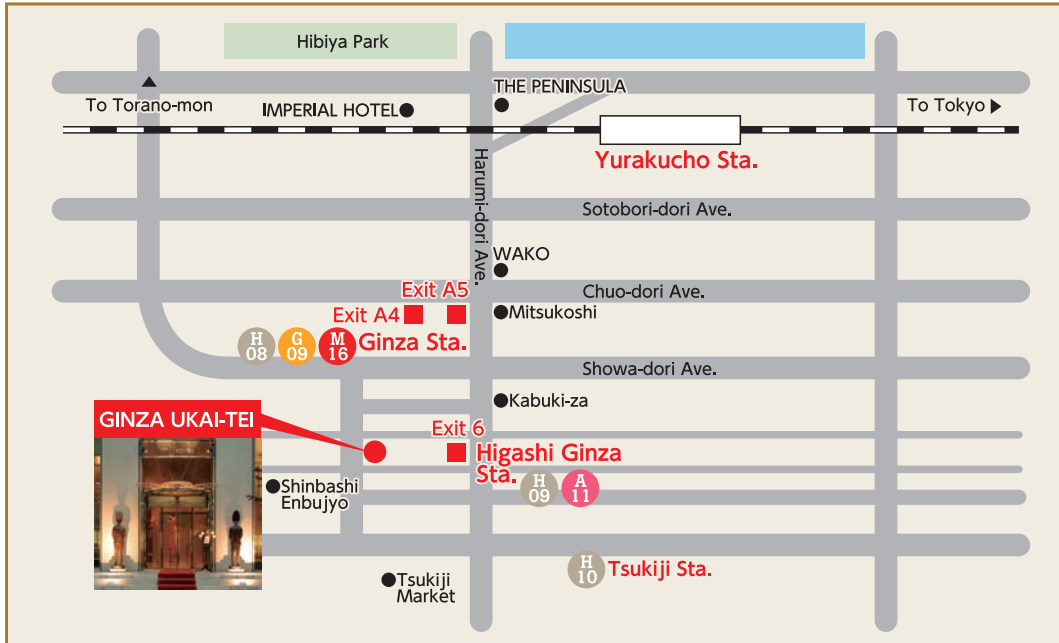 Hibiya Park
THE PENINSULA
To Torano-mon
IMPERIAL HOTEL
To Tokyo
Yurakucho Sta.
Harumi-dori Ave.
Sotobori-dori Ave.
WAKO
Exit A5
Chuo-dori Ave.
Exit A4
Mitsukoshi
H
08
G
09
M
16
Ginza Sta.
Showa-dori Ave.
Kabuki-za
GINZA UKAI-TEI
Exit 6
Higashi Ginza
Sta.
H
09
A
11
Shinbashi
Enbujyo
H
10
Tsukiji Sta.
Tsukiji
Market